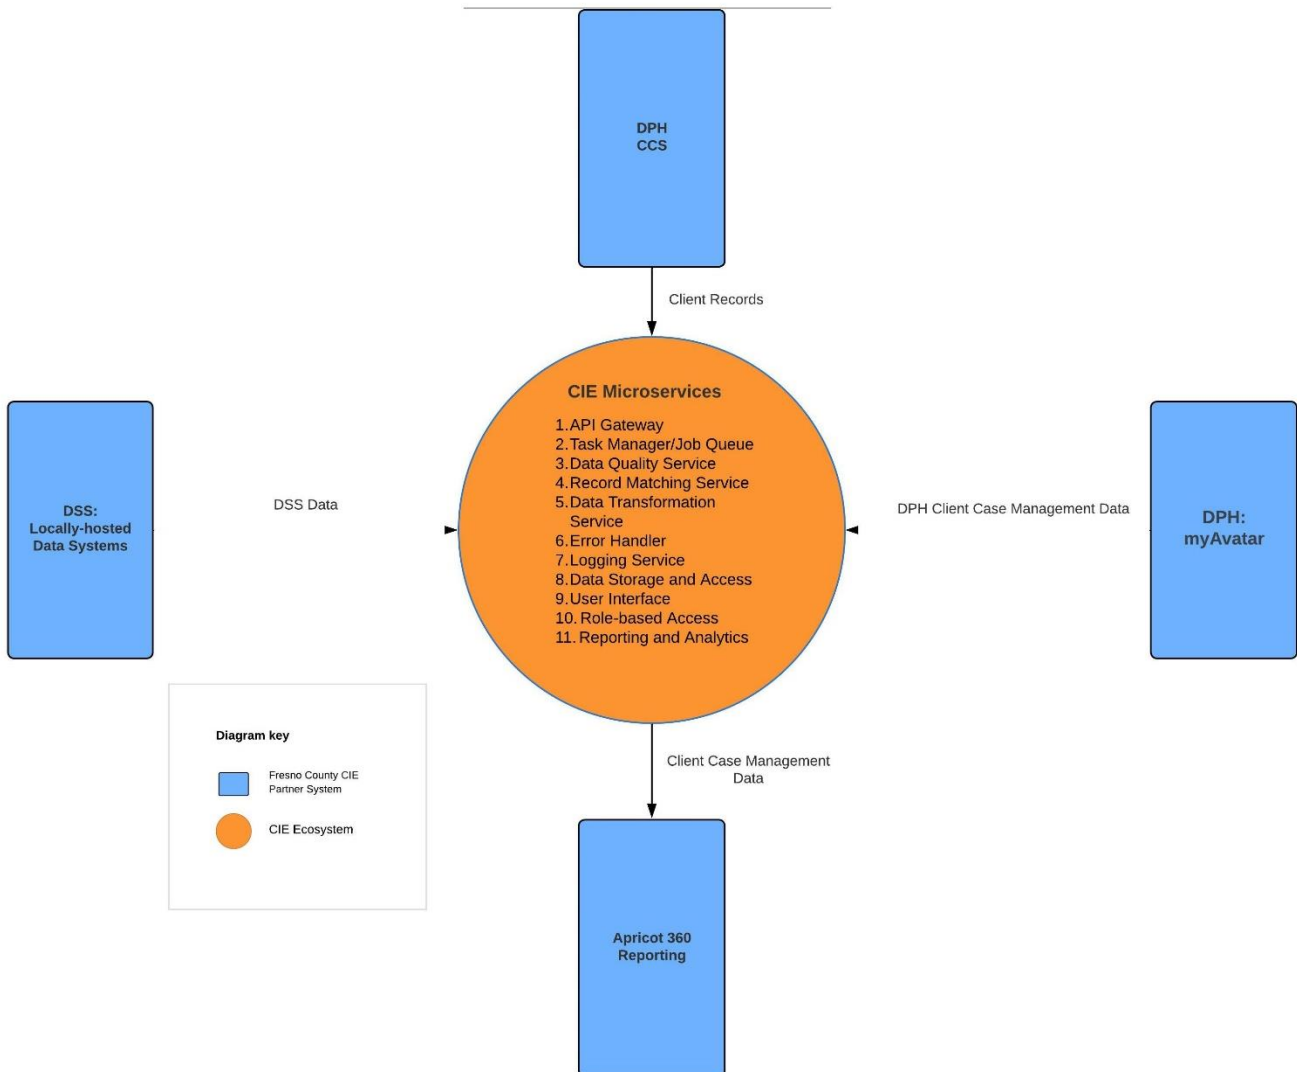 DPH
CCS
Client Records
CIE Microservices
1. API Gateway
2. Task Manager/Job Queue
3. Data Quality Service
4. Record Matching Service
5. Data Transformation
Service
6. Error Handler
7. Logging Service
8. Data Storage and Access
9. User Interface
10. Role-based Access
11. Reporting and Analytics
DSS:
Locally-hosted
Data Systems
DSS Data
DPH Client Case Management Data
DPH:
myAvatar
Diagram key
Fresno County CIE
Partner System
CIE Ecosystem
Client Case Management
Data
Apricot 360
Reporting